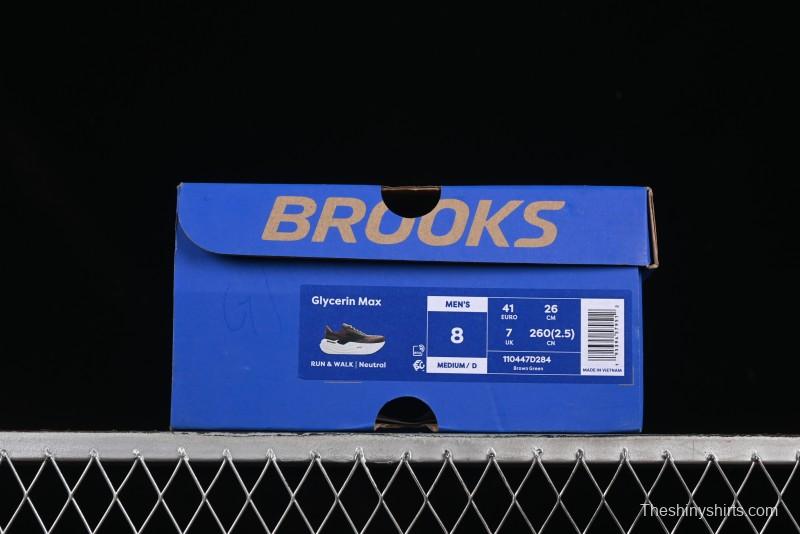 BROOKS
Glycerin Max
RUN & WALK | Neutral
MEN'S
8
MEDIUM / D
41 26
EURO CM
7 260(2.5)
UK CN
110447D284
Brown Green
MADE IN VIETNAM
Theshinyshirts.com